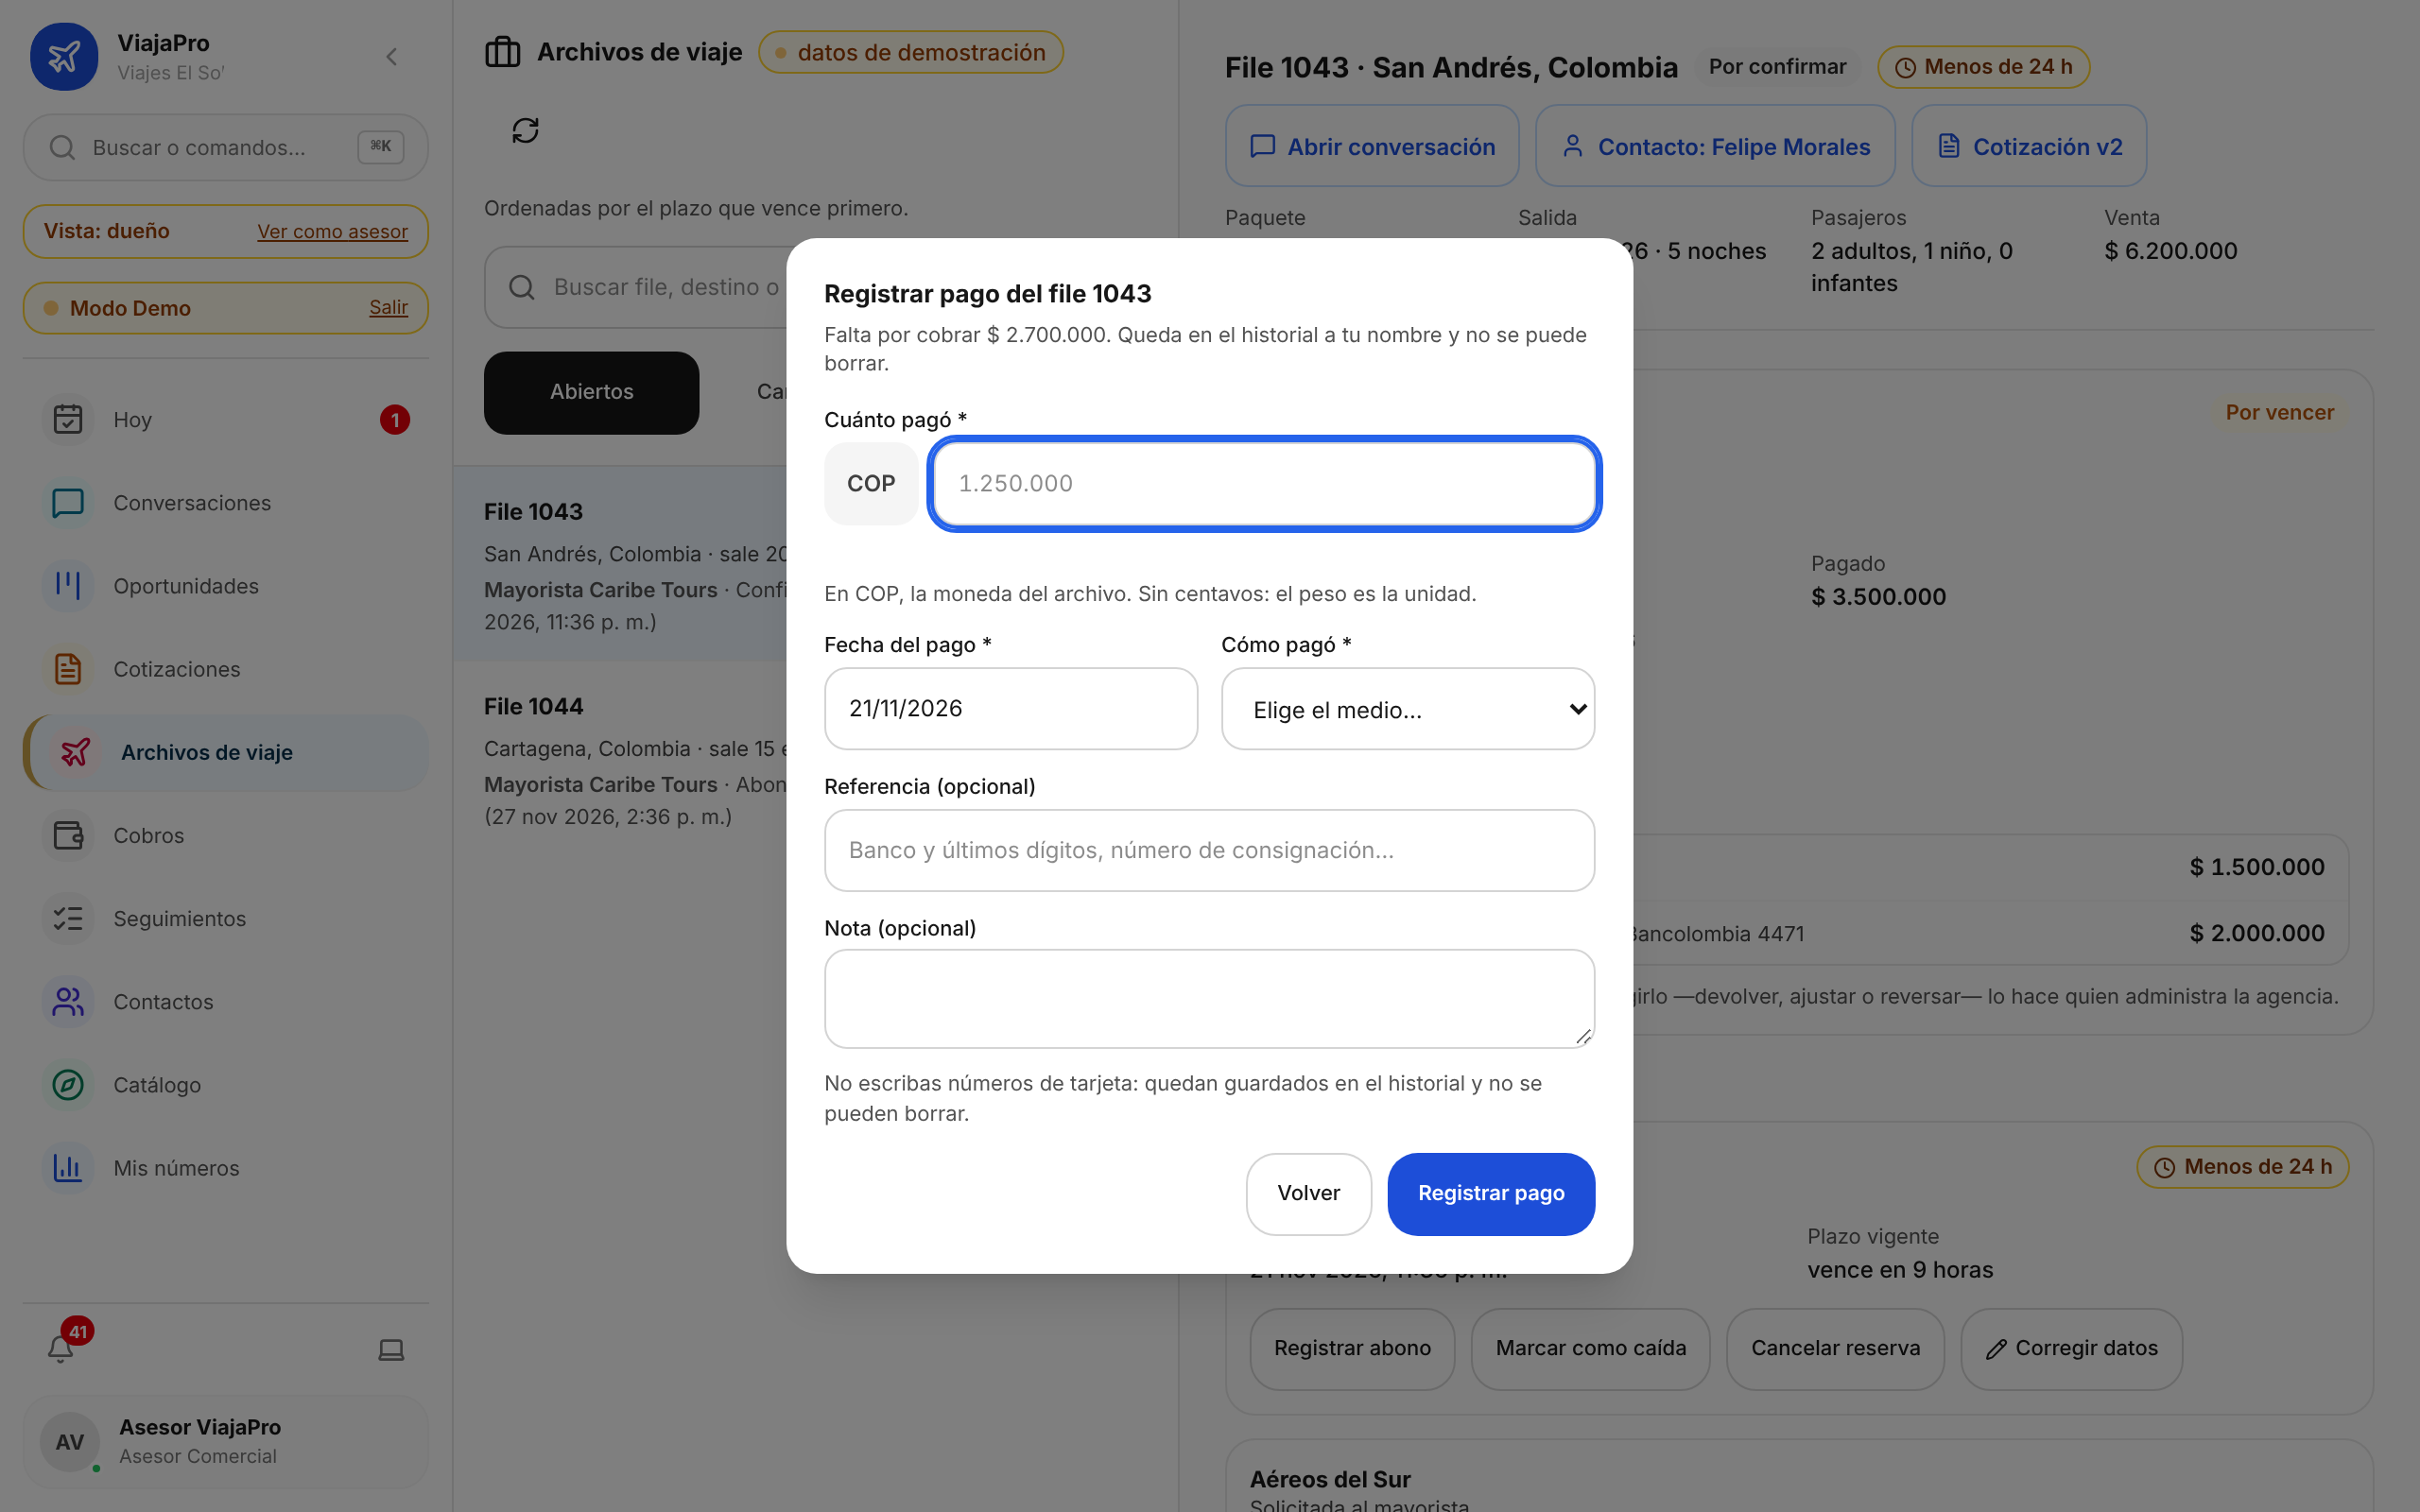 ViajaPro
Viajes El So'
Buscar o comandos...
⌘K
Vista: dueño
Ver como asesor
Modo Demo
Salir
Hoy
1
Conversaciones
Oportunidades
Cotizaciones
Archivos de viaje
Cobros
Seguimientos
Contactos
Catálogo
Mis números
41
AV
Asesor ViajaPro
Asesor Comercial
Archivos de viaje
datos de demostración
Ordenadas por el plazo que vence primero.
Buscar file, destino o
Abiertos
File 1043
San Andrés, Colombia · sale 20
Mayorista Caribe Tours ·
2026, 11:36 p. m.)
File 1044
Cartagena, Colombia · sale 15
Mayorista Caribe Tours ·
(27 nov 2026, 2:36 p. m.)
File 1043 · San Andrés, Colombia
Por confirmar
Menos de 24 h
Abrir conversación
Contacto: Felipe Morales
Cotización v2
Paquete
Salida
26 · 5 noches
Pasajeros
2 adultos, 1 niño, 0
infantes
Venta
$ 6.200.000
Por vencer
Pagado
$ 3.500.000
$ 1.500.000
Bancolombia 4471
$ 2.000.000
—devolver, ajustar o reversar— lo hace quien administra la agencia.
Menos de 24 h
Plazo vigente
vence en 9 horas
Registrar abono
Marcar como caída
Cancelar reserva
Corregir datos
Aéreos del Sur
Solicitada al mayorista
Registrar pago del file 1043
Falta por cobrar $ 2.700.000. Queda en el historial a tu nombre y no se puede
borrar.
Cuánto pagó *
COP
1.250.000
En COP, la moneda del archivo. Sin centavos: el peso es la unidad.
Fecha del pago *
21/11/2026
Cómo pagó *
Elige el medio...
Referencia (opcional)
Banco y últimos dígitos, número de consignación...
Nota (opcional)
No escribas números de tarjeta: quedan guardados en el historial y no se
pueden borrar.
Volver
Registrar pago